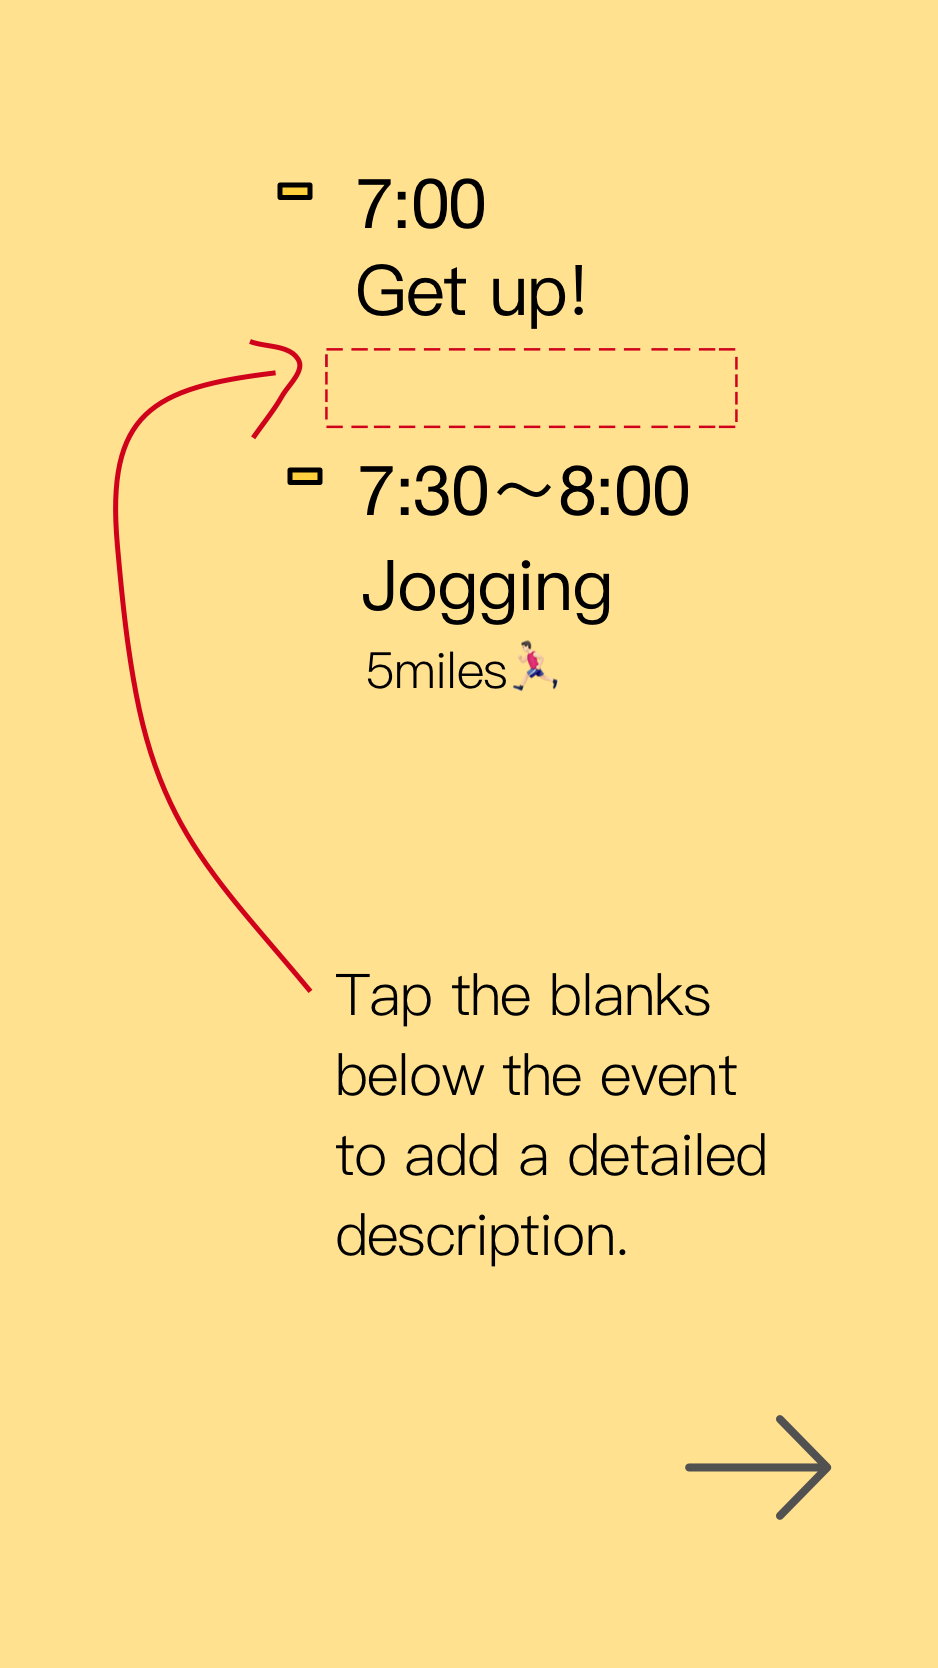 7:00
Get up!
7:30～8:00
Jogging
5miles🏃🏻
Tap the blanks
below the event
to add a detailed
description.